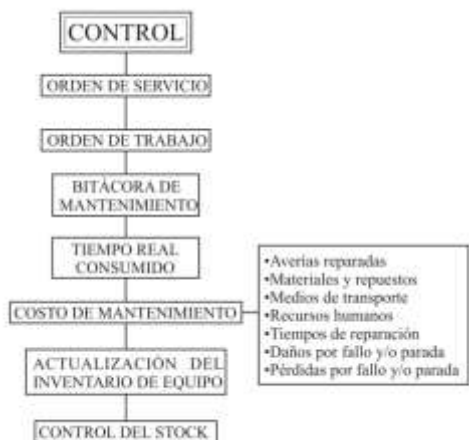 CONTROL
ORDEN DE SERVICIO
ORDEN DE TRABAJO
BITÁCORA DE
MANTENIMIENTO
TIEMPO REAL
CONSUMIDO
COSTO DE MANTENIMIENTO
•Averías reparadas
•Materiales y repuestos
•Medios de transporte
•Recursos humanos
•Tiempos de reparación
•Daños por fallo y/o parada
•Pérdidas por fallo y/o parada
ACTUALIZACIÓN DEL
INVENTARIO DE EQUIPO
CONTROL DEL STOCK